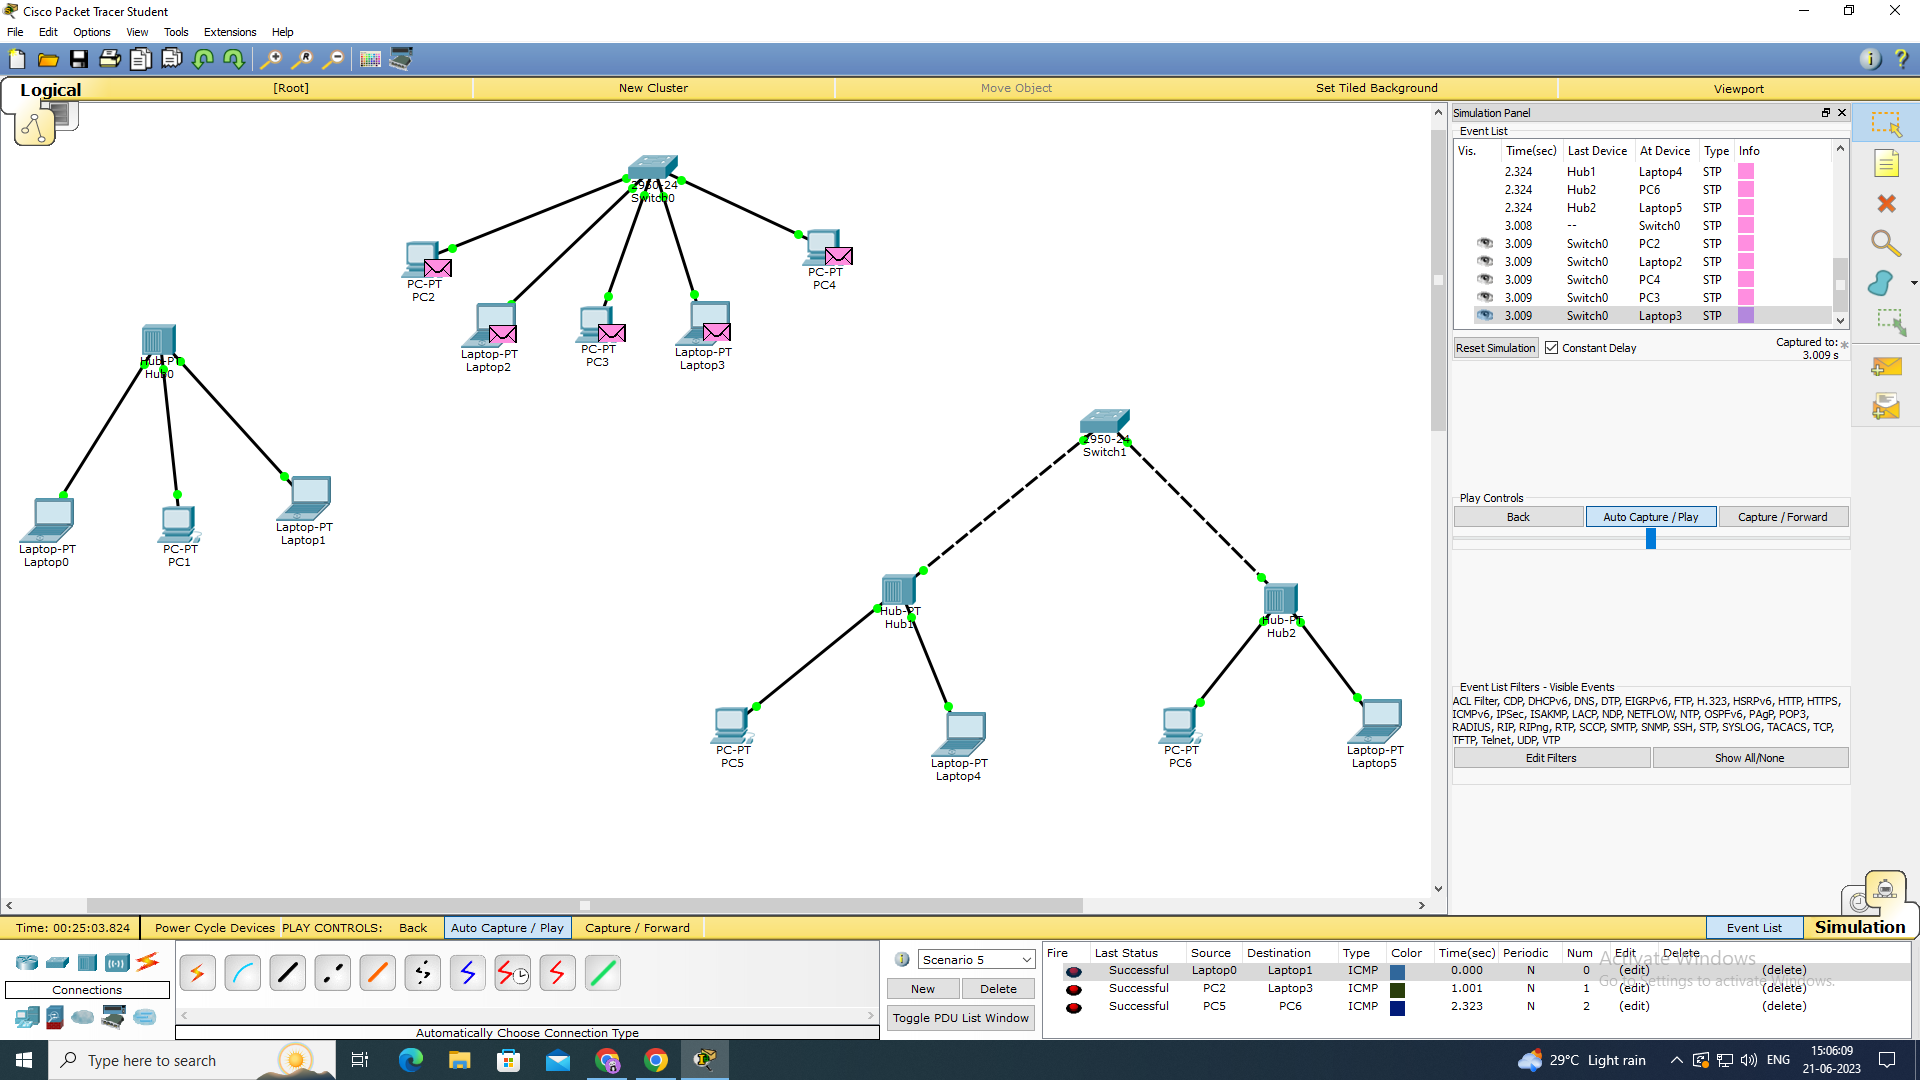 Cisco Packet Tracer Student
File Edit Options View Tools Extensions Help
Logical [Root] New Cluster Move Object Set Tiled Background Viewport
2950-24
Switch0
PC-PT
PC2
Laptop-PT
Laptop2
PC-PT
PC3
Laptop-PT
Laptop3
PC-PT
PC4
Hub-PT
Hub0
Laptop-PT
Laptop0
PC-PT
PC1
Laptop-PT
Laptop1
2950-24
Switch1
Hub-PT
Hub1
Hub-PT
Hub2
PC-PT
PC5
Laptop-PT
Laptop4
PC-PT
PC6
Laptop-PT
Laptop5
Simulation Panel
Event List
Vis. Time(sec) Last Device At Device Type Info
2.324 Hub1 Laptop4 STP
2.324 Hub2 PC6 STP
2.324 Hub2 Laptop5 STP
3.008 -- Switch0 STP
3.009 Switch0 PC2 STP
3.009 Switch0 Laptop2 STP
3.009 Switch0 PC4 STP
3.009 Switch0 PC3 STP
3.009 Switch0 Laptop3 STP
Reset Simulation Constant Delay Captured to: *
3.009 s
Play Controls
Back Auto Capture / Play Capture / Forward
Event List Filters - Visible Events
ACL Filter, CDP, DHCPv6, DNS, DTP, EIGRPv6, FTP, H.323, HSRPv6, HTTP, HTTPS,
ICMPv6, IPSec, ISAKMP, LACP, NDP, NETFLOW, NTP, OSPFv6, PAgP, POP3,
RADIUS, RIP, RIPng, RTP, SCCP, SMTP, SNMP, SSH, STP, SYSLOG, TACACS, TCP,
TFTP, Telnet, UDP, VTP
Edit Filters Show All/None
Time: 00:25:03.824 Power Cycle Devices PLAY CONTROLS: Back Auto Capture / Play Capture / Forward Event List Simulation
Connections
Automatically Choose Connection Type
Scenario 5
New Delete
Toggle PDU List Window
Fire Last Status Source Destination Type Color Time(sec) Periodic Num Edit Delete
Successful Laptop0 Laptop1 ICMP 0.000 N 0 (edit) (delete)
Successful PC2 Laptop3 ICMP 1.001 N 1 (edit) (delete)
Successful PC5 PC6 ICMP 2.323 N 2 (edit) (delete)
Activate Windows
Go to Settings to activate Windows.
Type here to search
29°C Light rain
ENG
15:06:09
21-06-2023